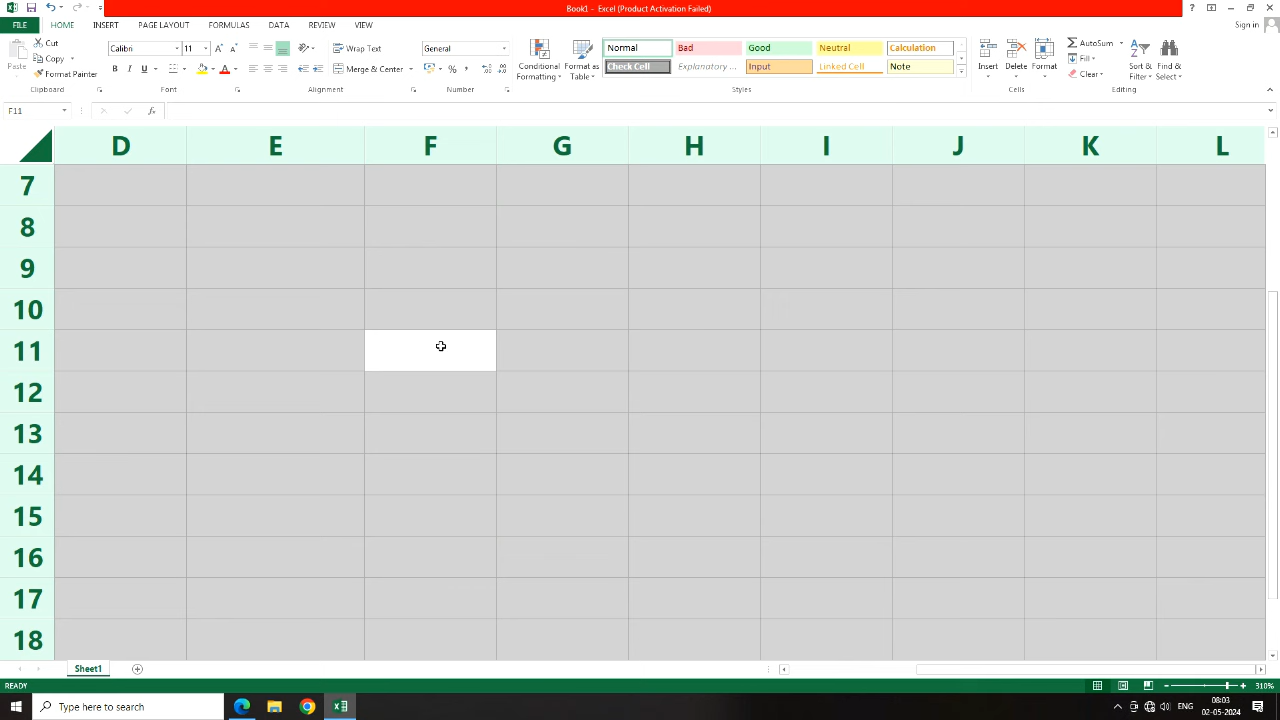 Book1 - Excel (Product Activation Failed)
FILE HOME INSERT PAGE LAYOUT FORMULAS DATA REVIEW VIEW Sign in
Paste Cut Copy Format Painter Clipboard
Calibri 11 Font
Wrap Text Merge & Center Alignment
General Number
Conditional Formatting Format as Table
Normal Bad Good Neutral Calculation
Check Cell Explanatory ... Input Linked Cell Note
Styles
Insert Delete Format Cells
AutoSum Fill Clear Sort & Filter Find & Select Editing
F11
D E F G H I J K L
7
8
9
10
11
12
13
14
15
16
17
18
Sheet1
READY 310%
Type here to search ENG 08:03 02-05-2024